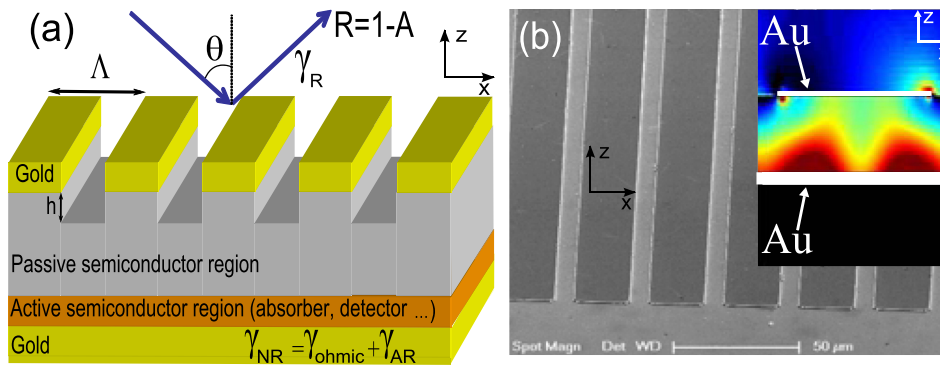 (a)
θ
R=1-A
γR
Λ
z
x
Gold
h
Passive semiconductor region
Active semiconductor region (absorber, detector ...)
Gold
γNR =γohmic+γAR
(b)
Au
z
z
x
Au
Spot Magn Det WD 50 µm